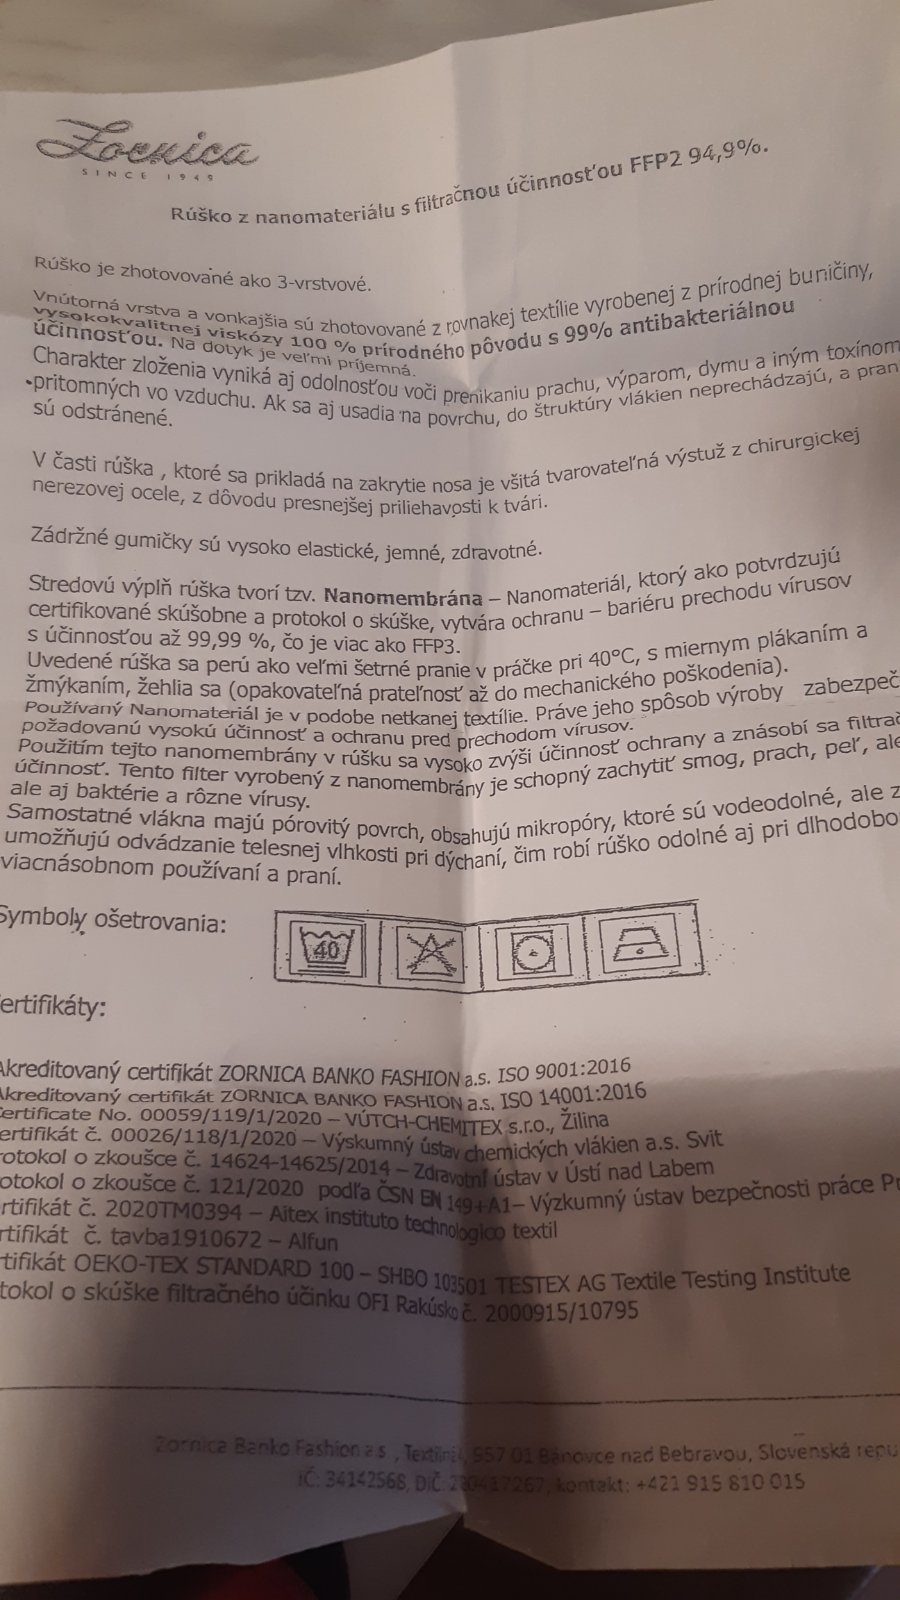 Zornica
SINCE 1949
Rúško z nanomateriálu s filtračnou účinnosťou FFP2 94,9%.
Rúško je zhotovované ako 3-vrstvové.
Vnútorná vrstva a vonkajšia sú zhotovované z rovnakej textílie vyrobenej z prírodnej buničiny,
vysokokvalitnej viskózy 100 % prírodného pôvodu s 99% antibakteriálnou
účinnosťou. Na dotyk je veľmi príjemná.
Charakter zloženia vyniká aj odolnosťou voči prenikaniu prachu, výparom, dymu a iným toxínom
pritomných vo vzduchu. Ak sa aj usadia na povrchu, do štruktúry vlákien neprechádzajú, a pran
sú odstránené.
V časti rúška , ktoré sa prikladá na zakrytie nosa je všitá tvarovateľná výstuž z chirurgickej
nerezovej ocele, z dôvodu presnejšej priliehavosti k tvári.
Zádržné gumičky sú vysoko elastické, jemné, zdravotné.
Stredovú výplň rúška tvorí tzv. Nanomembrána – Nanomateriál, ktorý ako potvrdzujú
certifikované skúšobne a protokol o skúške, vytvára ochranu – bariéru prechodu vírusov
s účinnosťou až 99,99 %, čo je viac ako FFP3.
Uvedené rúška sa perú ako veľmi šetrné pranie v práčke pri 40°C, s miernym plákaním a
žmýkaním, žehlia sa (opakovateľná prateľnosť až do mechanického poškodenia).
Používaný Nanomateriál je v podobe netkanej textílie. Práve jeho spôsob výroby zabezpeč
požadovanú vysokú účinnosť a ochranu pred prechodom vírusov.
Použitím tejto nanomembrány v rúšku sa vysoko zvýši účinnosť ochrany a znásobí sa filtrač
účinnosť. Tento filter vyrobený z nanomembrány je schopný zachytiť smog, prach, peľ, ale
ale aj baktérie a rôzne vírusy.
Samostatné vlákna majú pórovitý povrch, obsahujú mikropóry, ktoré sú vodeodolné, ale z
umožňujú odvádzanie telesnej vlhkosti pri dýchaní, čim robí rúško odolné aj pri dlhodobo
viacnásobnom používaní a praní.
Symboly ošetrovania:
40
ertifikáty:
Akreditovaný certifikát ZORNICA BANKO FASHION a.s. ISO 9001:2016
Akreditovaný certifikát ZORNICA BANKO FASHION a.s. ISO 14001:2016
Certificate No. 00059/119/1/2020 – VÚTCH-CHEMITEX s.r.o., Žilina
ertifikát č. 00026/118/1/2020 – Výskumný ústav chemických vlákien a.s. Svit
rotokol o zkoušce č. 14624-14625/2014 – Zdravotní ústav v Ústí nad Labem
otokol o zkoušce č. 121/2020 podľa ČSN EN 149+A1– Výzkumný ústav bezpečnosti práce Pr
rtifikát č. 2020TM0394 – Aitex instituto technologico textil
rtifikát č. tavba1910672 – Alfun
tifikát OEKO-TEX STANDARD 100 – SHBO 103501 TESTEX AG Textile Testing Institute
tokol o skúške filtračného účinku OFI Rakúsko č. 2000915/10795
Zornica Banko Fashion a.s , Textilná, 957 01 Bánovce nad Bebravou, Slovenská repu
IČ: 34142568, DIČ: kontakt: +421 915 810 015